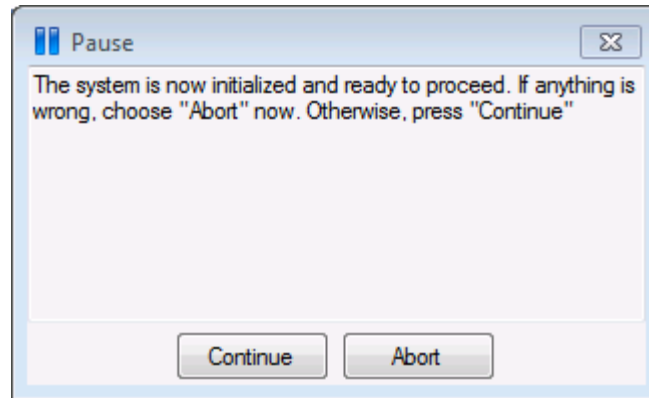 Pause
The system is now initialized and ready to proceed. If anything is
wrong, choose "Abort" now. Otherwise, press "Continue"
Continue Abort